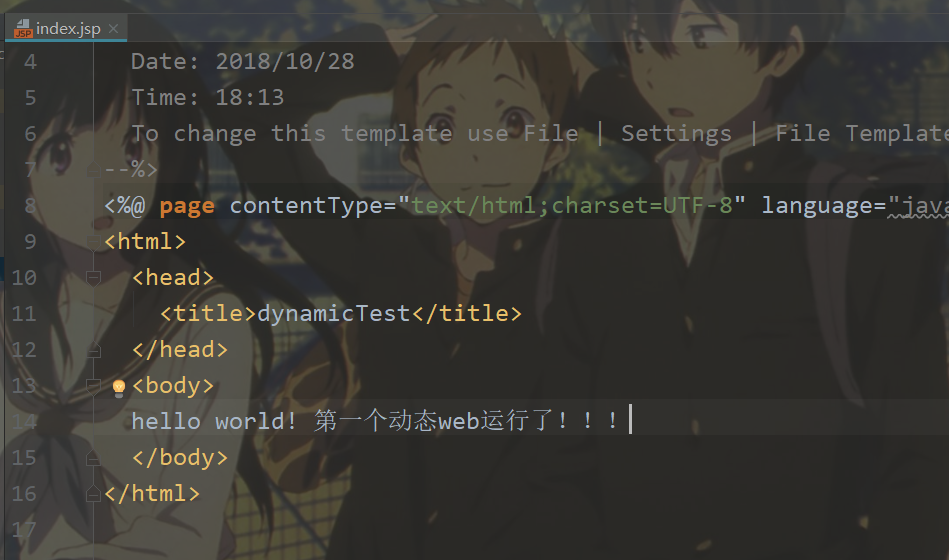 index.jsp
4 Date: 2018/10/28
5 Time: 18:13
6 To change this template use File | Settings | File Template
7 --%>
8 <%@ page contentType="text/html;charset=UTF-8" language="java
9 <html>
10 <head>
11 <title>dynamicTest</title>
12 </head>
13 <body>
14 hello world! 第一个动态web运行了!!!
15 </body>
16 </html>
17